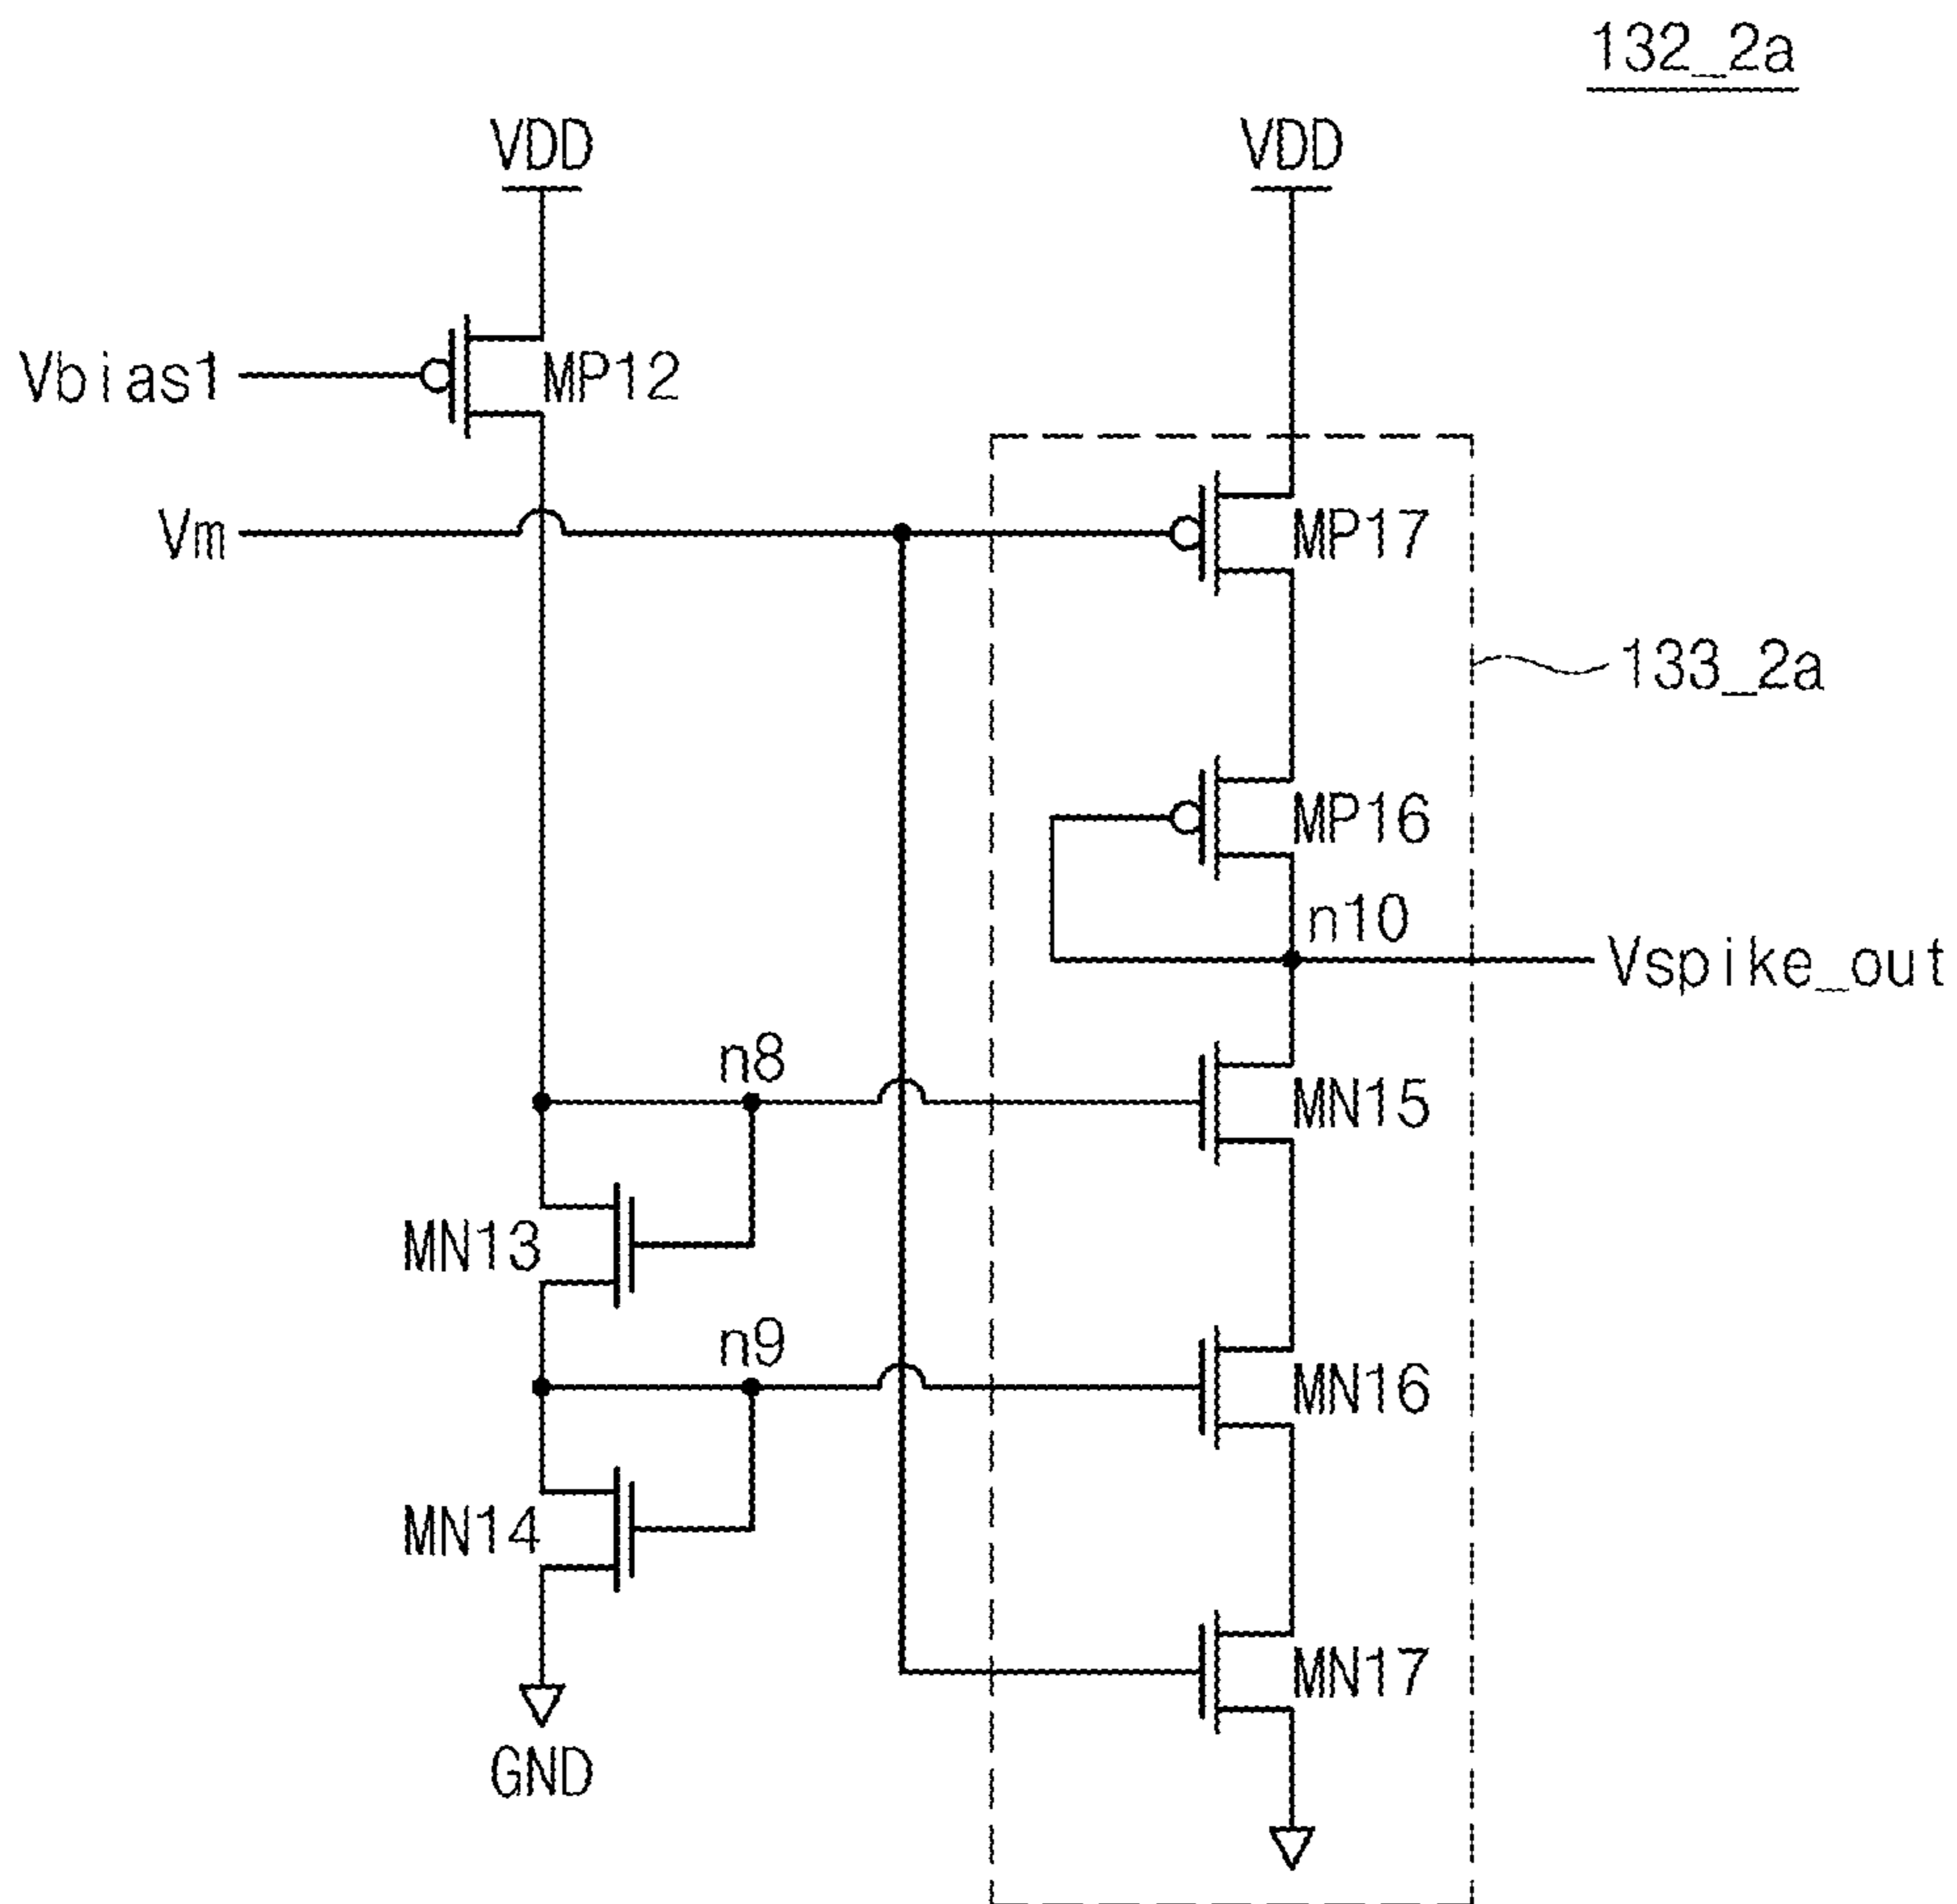 132_2a
VDD VDD
Vbias1 MP12
Vm MP17
133_2a
MP16
n10
Vspike_out
n8
MN15
MN13
n9
MN16
MN14
MN17
GND